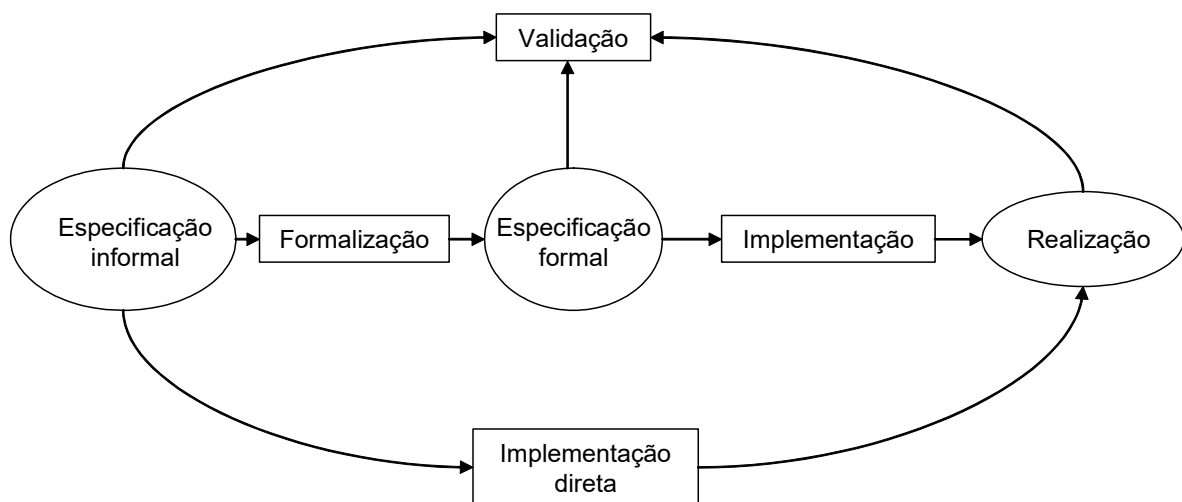 Validação
Especificação
informal
Formalização
Especificação
formal
Implementação
Realização
Implementação
direta